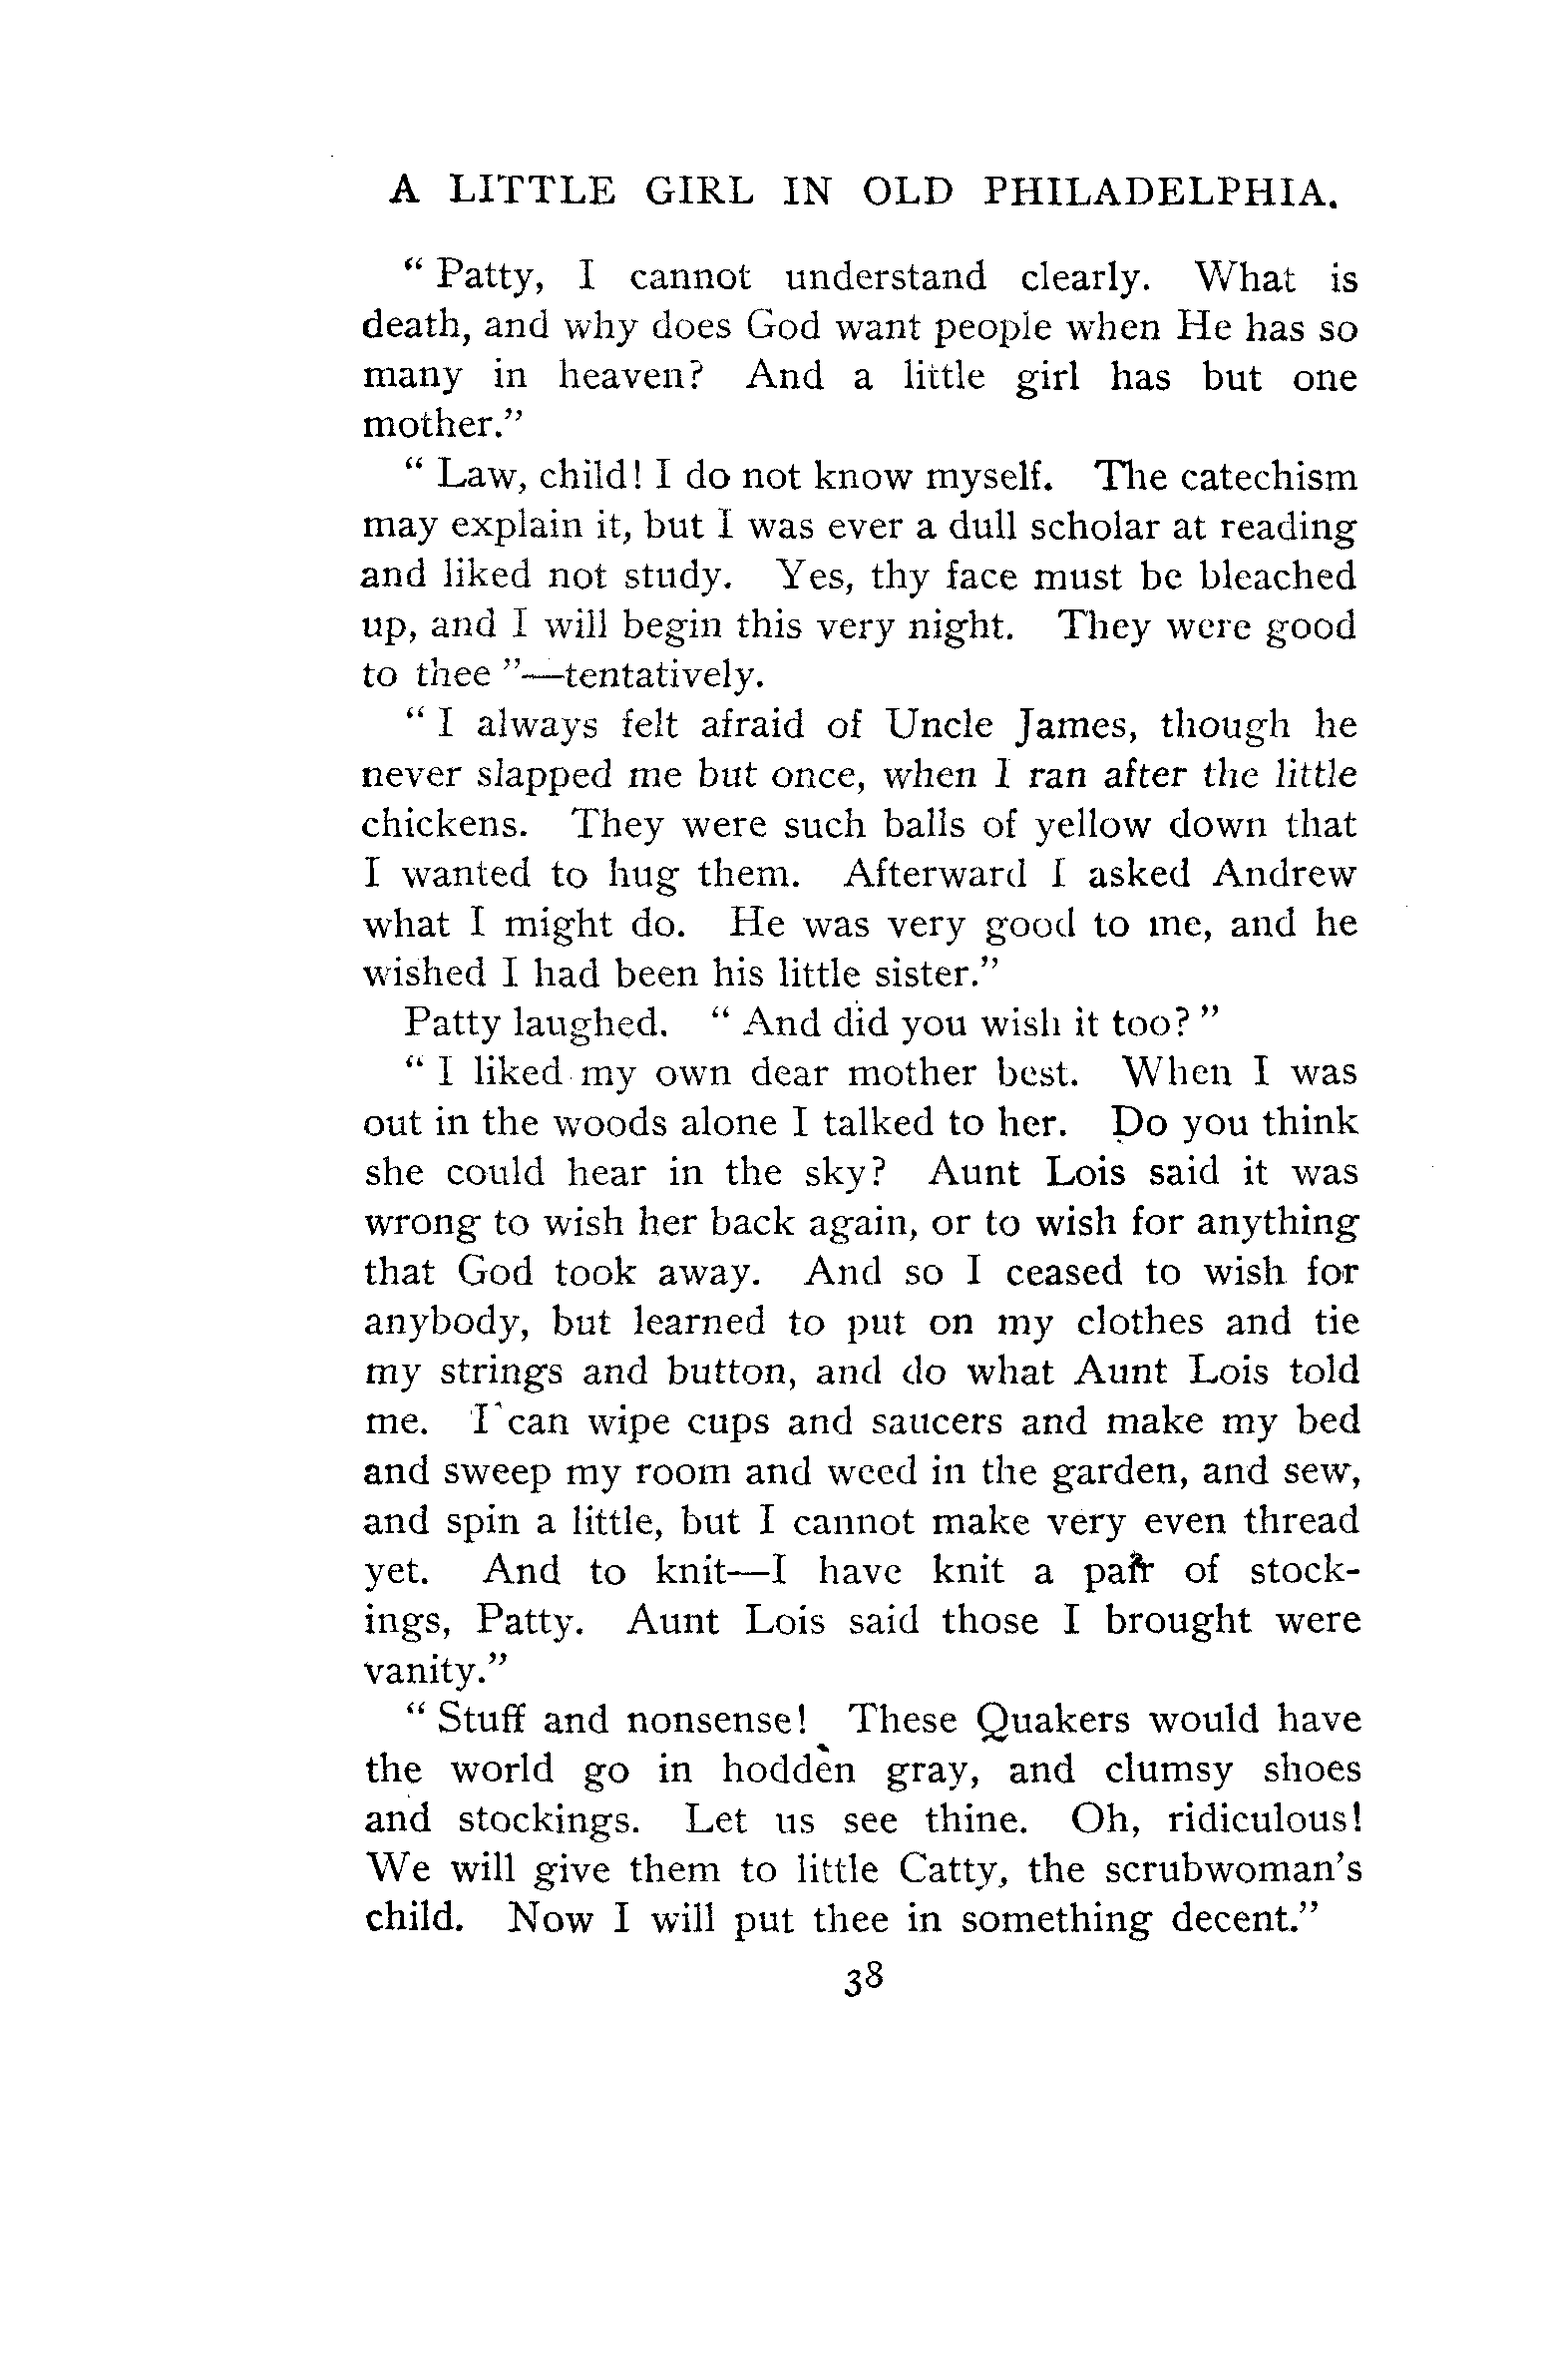 A LITTLE GIRL IN OLD PHILADELPHIA.
“ Patty, I cannot understand clearly. What is
death, and why does God want people when He has so
many in heaven? And a little girl has but one
mother.”
“ Law, child! I do not know myself. The catechism
may explain it, but I was ever a dull scholar at reading
and liked not study. Yes, thy face must be bleached
up, and I will begin this very night. They were good
to thee ”—tentatively.
“ I always felt afraid of Uncle James, though he
never slapped me but once, when I ran after the little
chickens. They were such balls of yellow down that
I wanted to hug them. Afterward I asked Andrew
what I might do. He was very good to me, and he
wished I had been his little sister.”
Patty laughed. “ And did you wish it too? ”
“ I liked my own dear mother best. When I was
out in the woods alone I talked to her. Do you think
she could hear in the sky? Aunt Lois said it was
wrong to wish her back again, or to wish for anything
that God took away. And so I ceased to wish for
anybody, but learned to put on my clothes and tie
my strings and button, and do what Aunt Lois told
me. I can wipe cups and saucers and make my bed
and sweep my room and weed in the garden, and sew,
and spin a little, but I cannot make very even thread
yet. And to knit—I have knit a pair of stock-
ings, Patty. Aunt Lois said those I brought were
vanity.”
“ Stuff and nonsense! These Quakers would have
the world go in hodden gray, and clumsy shoes
and stockings. Let us see thine. Oh, ridiculous!
We will give them to little Catty, the scrubwoman’s
child. Now I will put thee in something decent.”
38